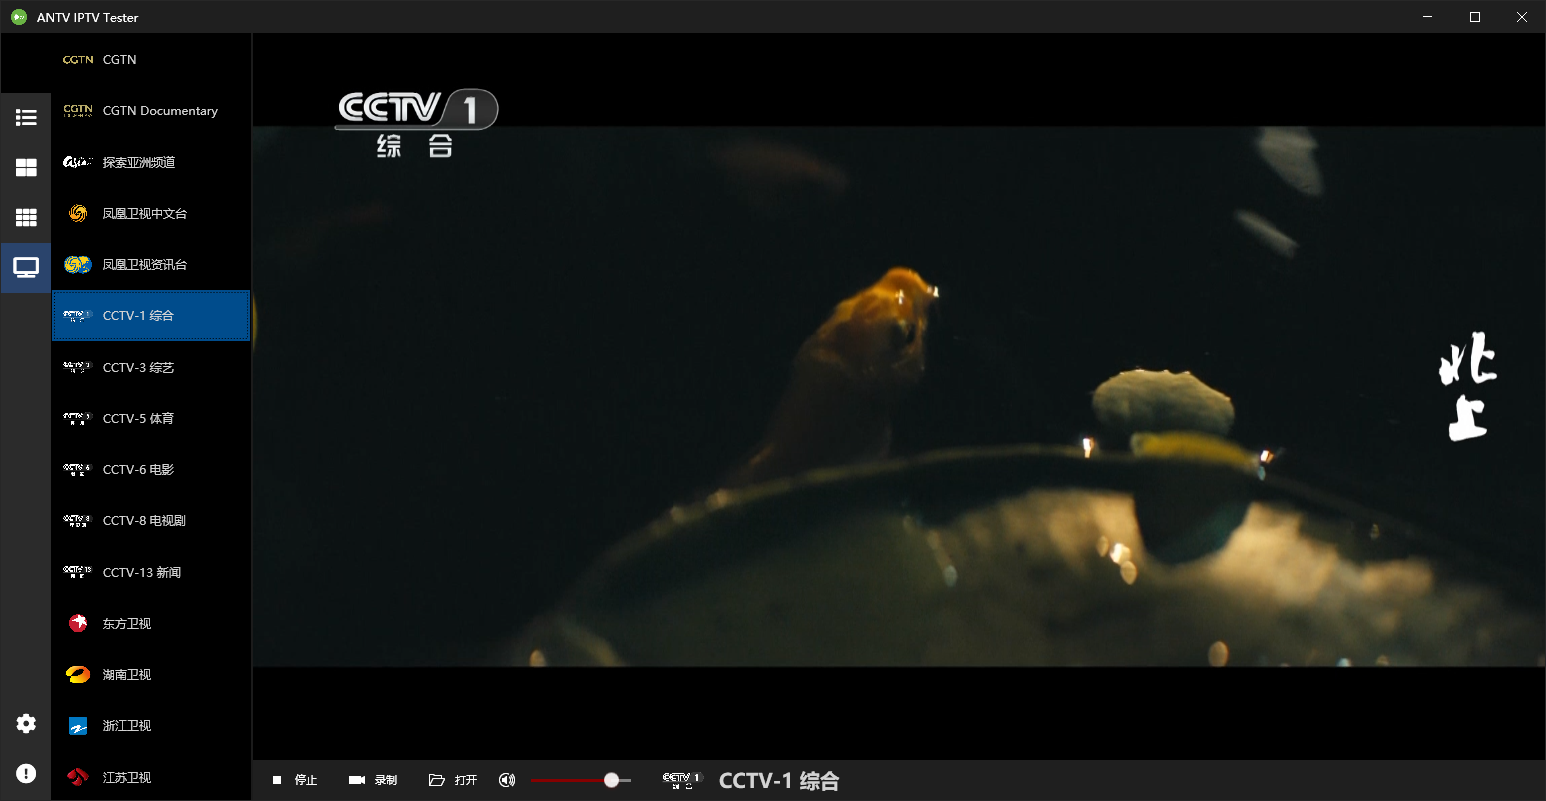 ANTV IPTV Tester
CGTN CGTN
CGTN CGTN Documentary
Asia 探索亚洲频道
凤凰卫视中文台
凤凰卫视资讯台
CCTV-1 综合
CCTV-3 综艺
CCTV-5 体育
CCTV-6 电影
CCTV-8 电视剧
CCTV-13 新闻
东方卫视
湖南卫视
浙江卫视
江苏卫视
CCTV 1
综合
北
上
停止 录制 打开 CCTV 1 CCTV-1 综合